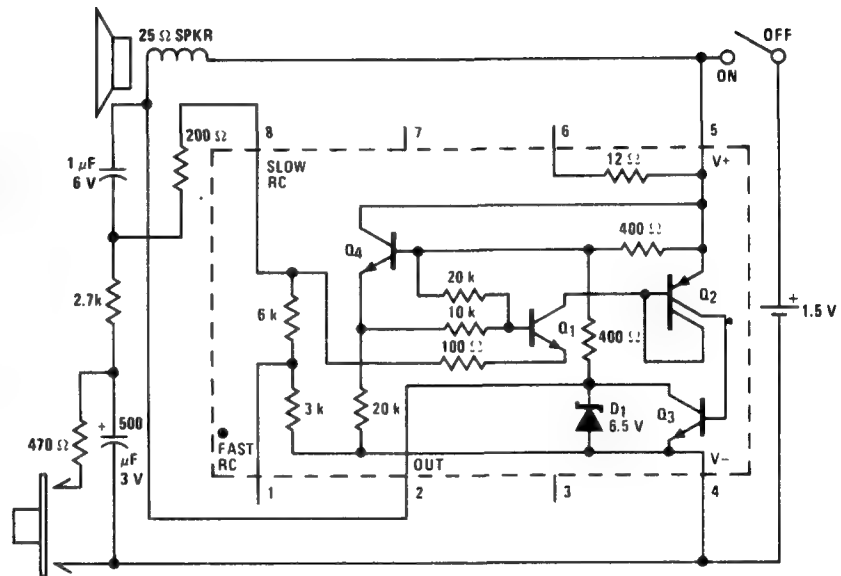 25 Ω SPKR
OFF
ON
200 Ω
8
7
6
5
1 μF
6 V
SLOW
RC
12 Ω
V+
Q4
400 Ω
20 k
Q2
2.7k
6 k
10 k
Q1
+
1.5 V
100 Ω
400 Ω
3 k
20 k
D1
6.5 V
Q3
470 Ω
+
500
μF
3 V
FAST
RC
OUT
V−
1
2
3
4